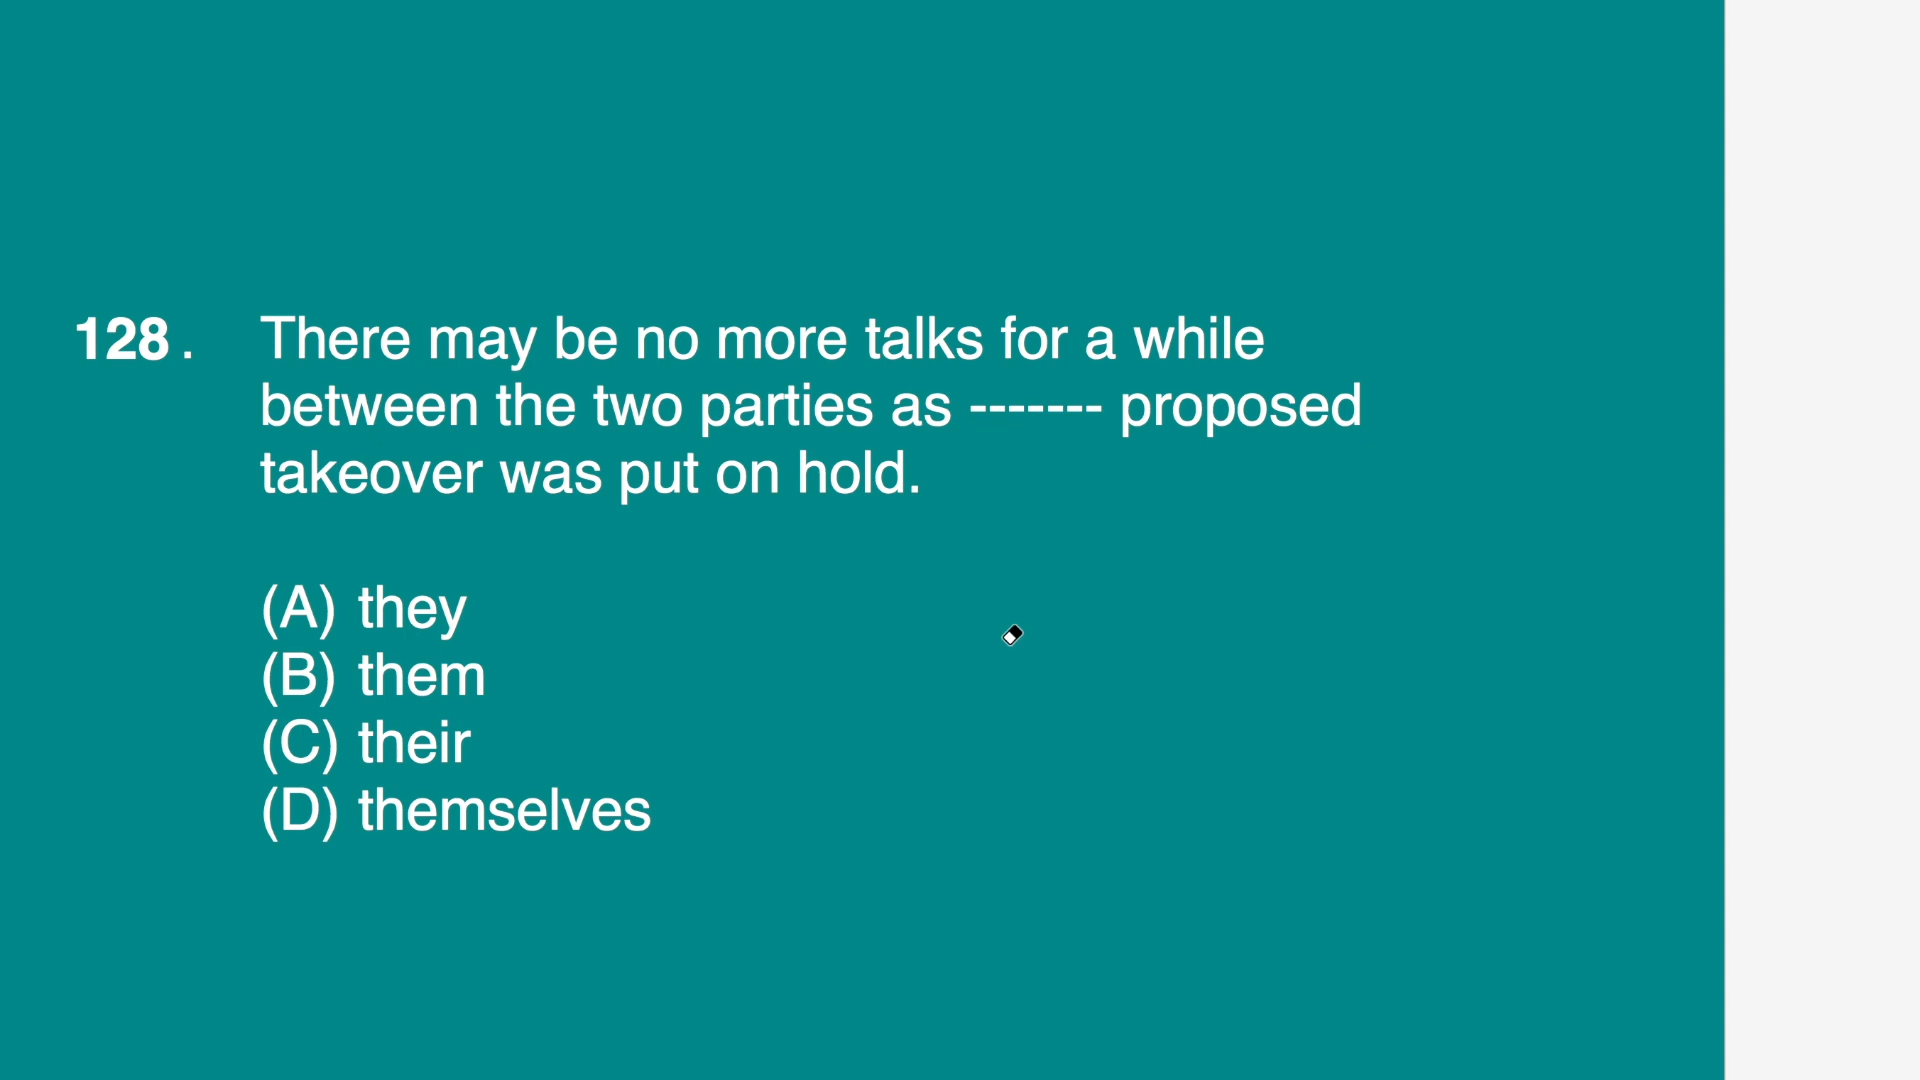 128. There may be no more talks for a while
between the two parties as ------- proposed
takeover was put on hold.
(A) they
(B) them
(C) their
(D) themselves